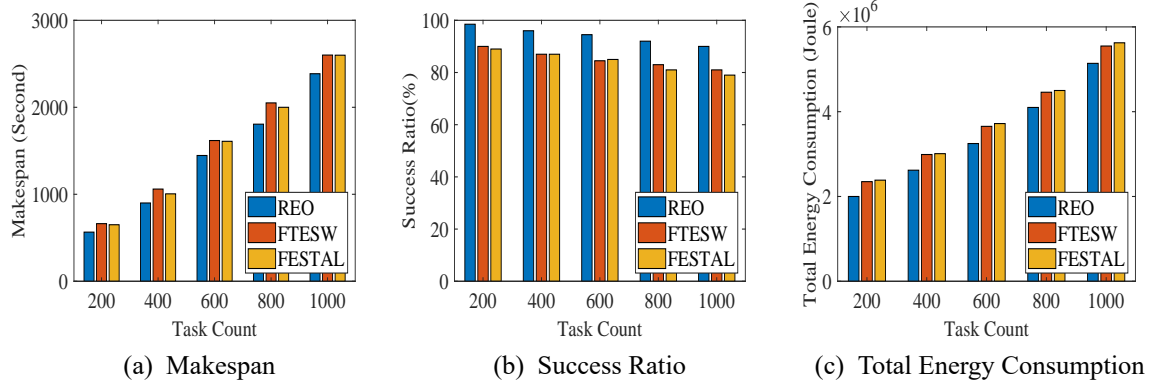 3000
2000
1000
0
Makespan (Second)
200 400 600 800 1000
Task Count
REO
FTESW
FESTAL
(a) Makespan
100
80
60
40
20
0
Success Ratio(%)
200 400 600 800 1000
Task Count
REO
FTESW
FESTAL
(b) Success Ratio
×10⁶
6
4
2
0
Total Energy Consumption (Joule)
200 400 600 800 1000
Task Count
REO
FTESW
FESTAL
(c) Total Energy Consumption